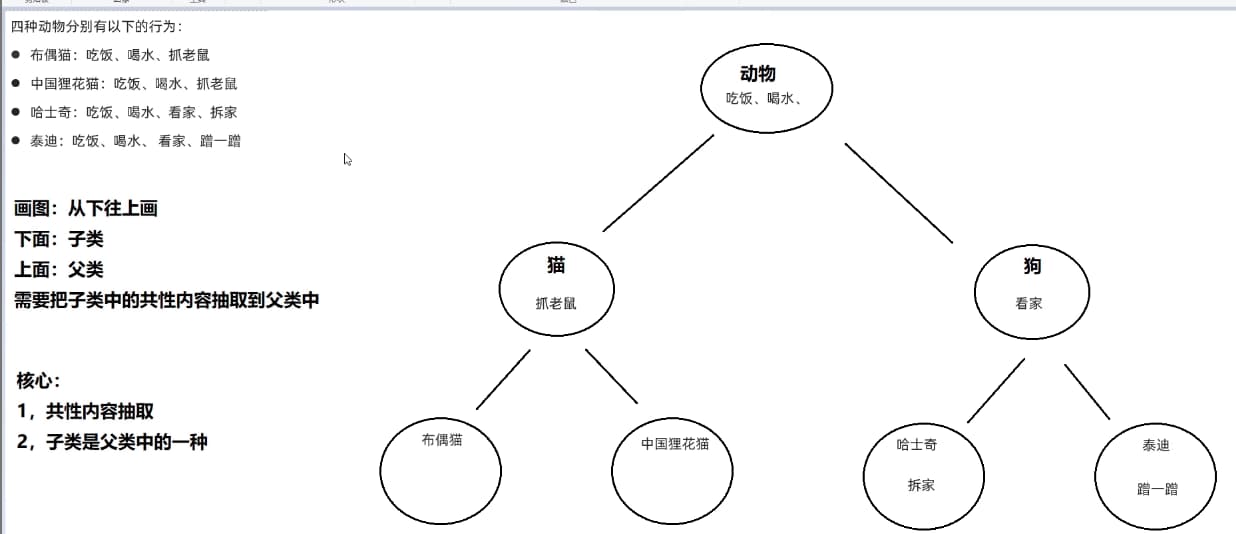 四种动物分别有以下的行为：
● 布偶猫：吃饭、喝水、抓老鼠
● 中国狸花猫：吃饭、喝水、抓老鼠
● 哈士奇：吃饭、喝水、看家、拆家
● 泰迪：吃饭、喝水、 看家、蹭一蹭
画图：从下往上画
下面：子类
上面：父类
需要把子类中的共性内容抽取到父类中
核心：
1，共性内容抽取
2，子类是父类中的一种
动物
吃饭、喝水、
猫
抓老鼠
狗
看家
布偶猫
中国狸花猫
哈士奇
拆家
泰迪
蹭一蹭